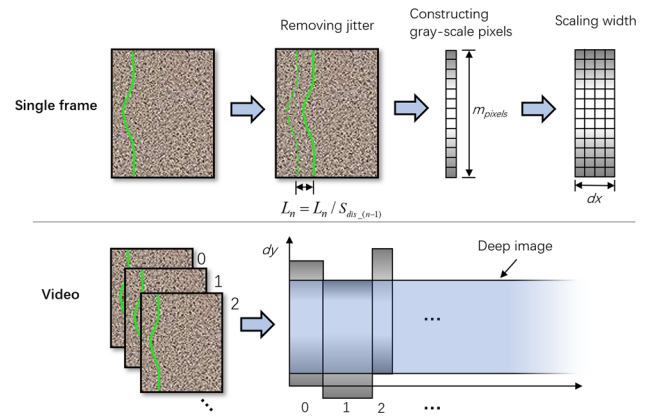 Removing jitter
Constructing
gray-scale pixels
Scaling width
Single frame
m_pixels
L_n = L_n / S_dis_(n-1)
dx
Video
0
1
2
dy
Deep image
...
...
0 1 2 ...